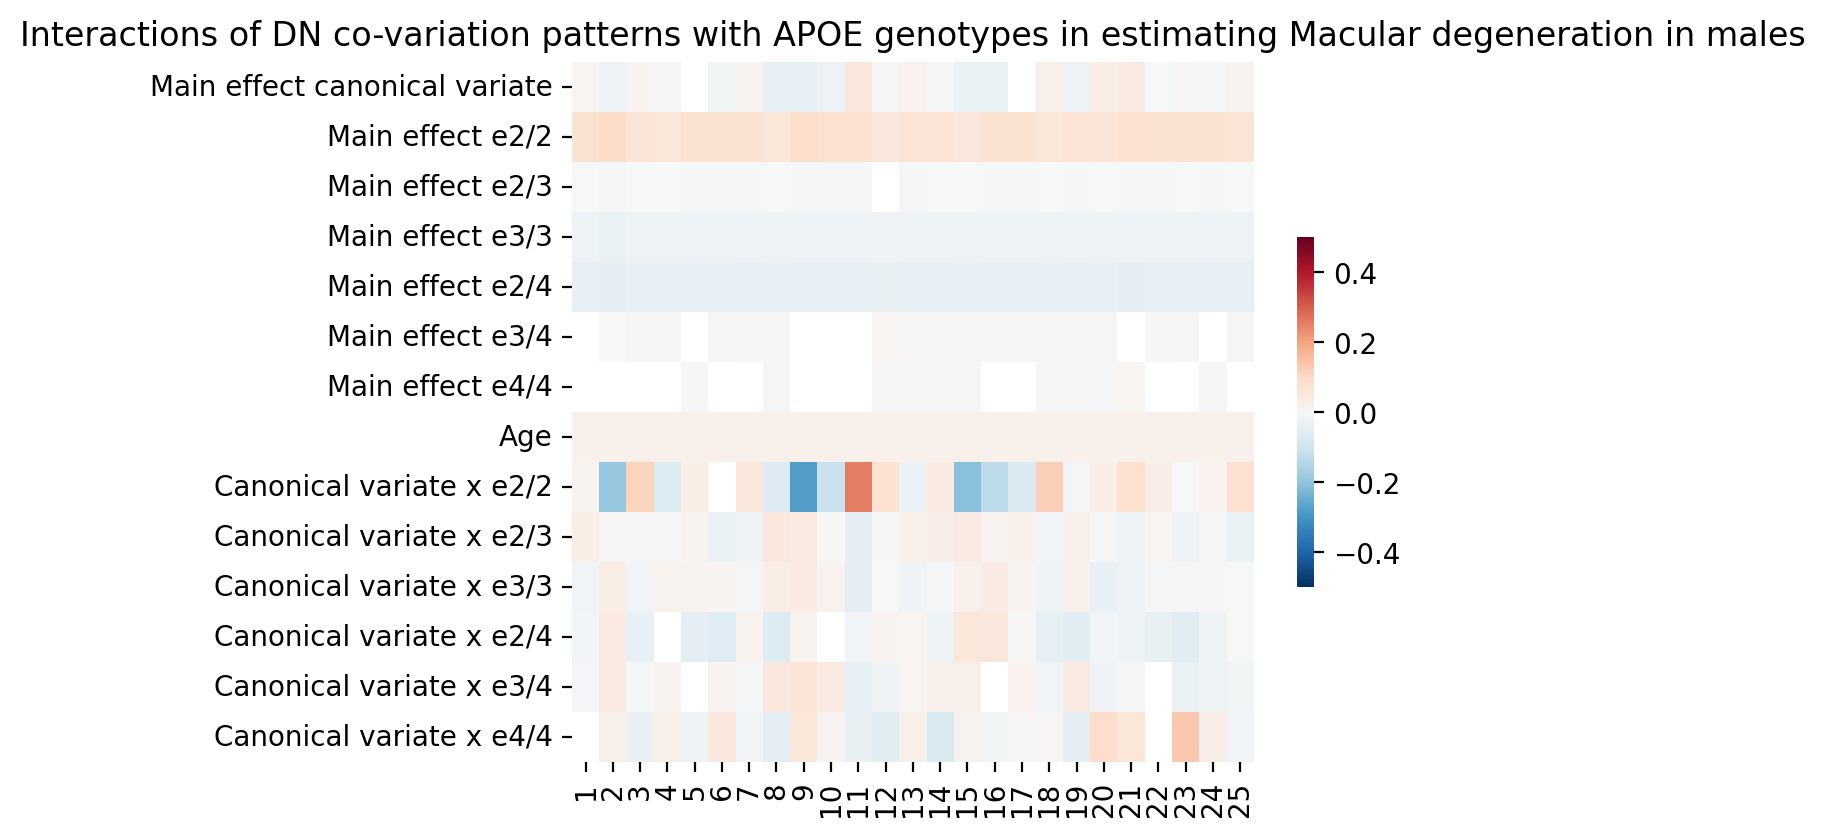 Interactions of DN co-variation patterns with APOE genotypes in estimating Macular degeneration in males
Main effect canonical variate
Main effect e2/2
Main effect e2/3
Main effect e3/3
Main effect e2/4
Main effect e3/4
Main effect e4/4
Age
Canonical variate x e2/2
Canonical variate x e2/3
Canonical variate x e3/3
Canonical variate x e2/4
Canonical variate x e3/4
Canonical variate x e4/4
1 2 3 4 5 6 7 8 9 10 11 12 13 14 15 16 17 18 19 20 21 22 23 24 25
0.4
0.2
0.0
−0.2
−0.4